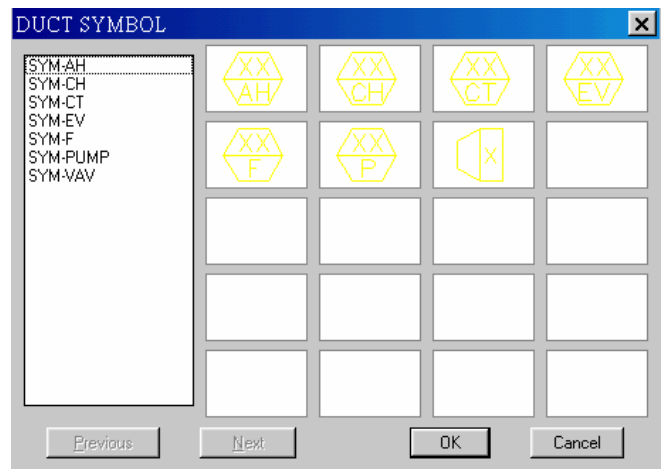 DUCT SYMBOL
SYM-AH
SYM-CH
SYM-CT
SYM-EV
SYM-F
SYM-PUMP
SYM-VAV
XX
AH
XX
CH
XX
CT
XX
EV
XX
F
XX
P
X
Previous
Next
OK
Cancel